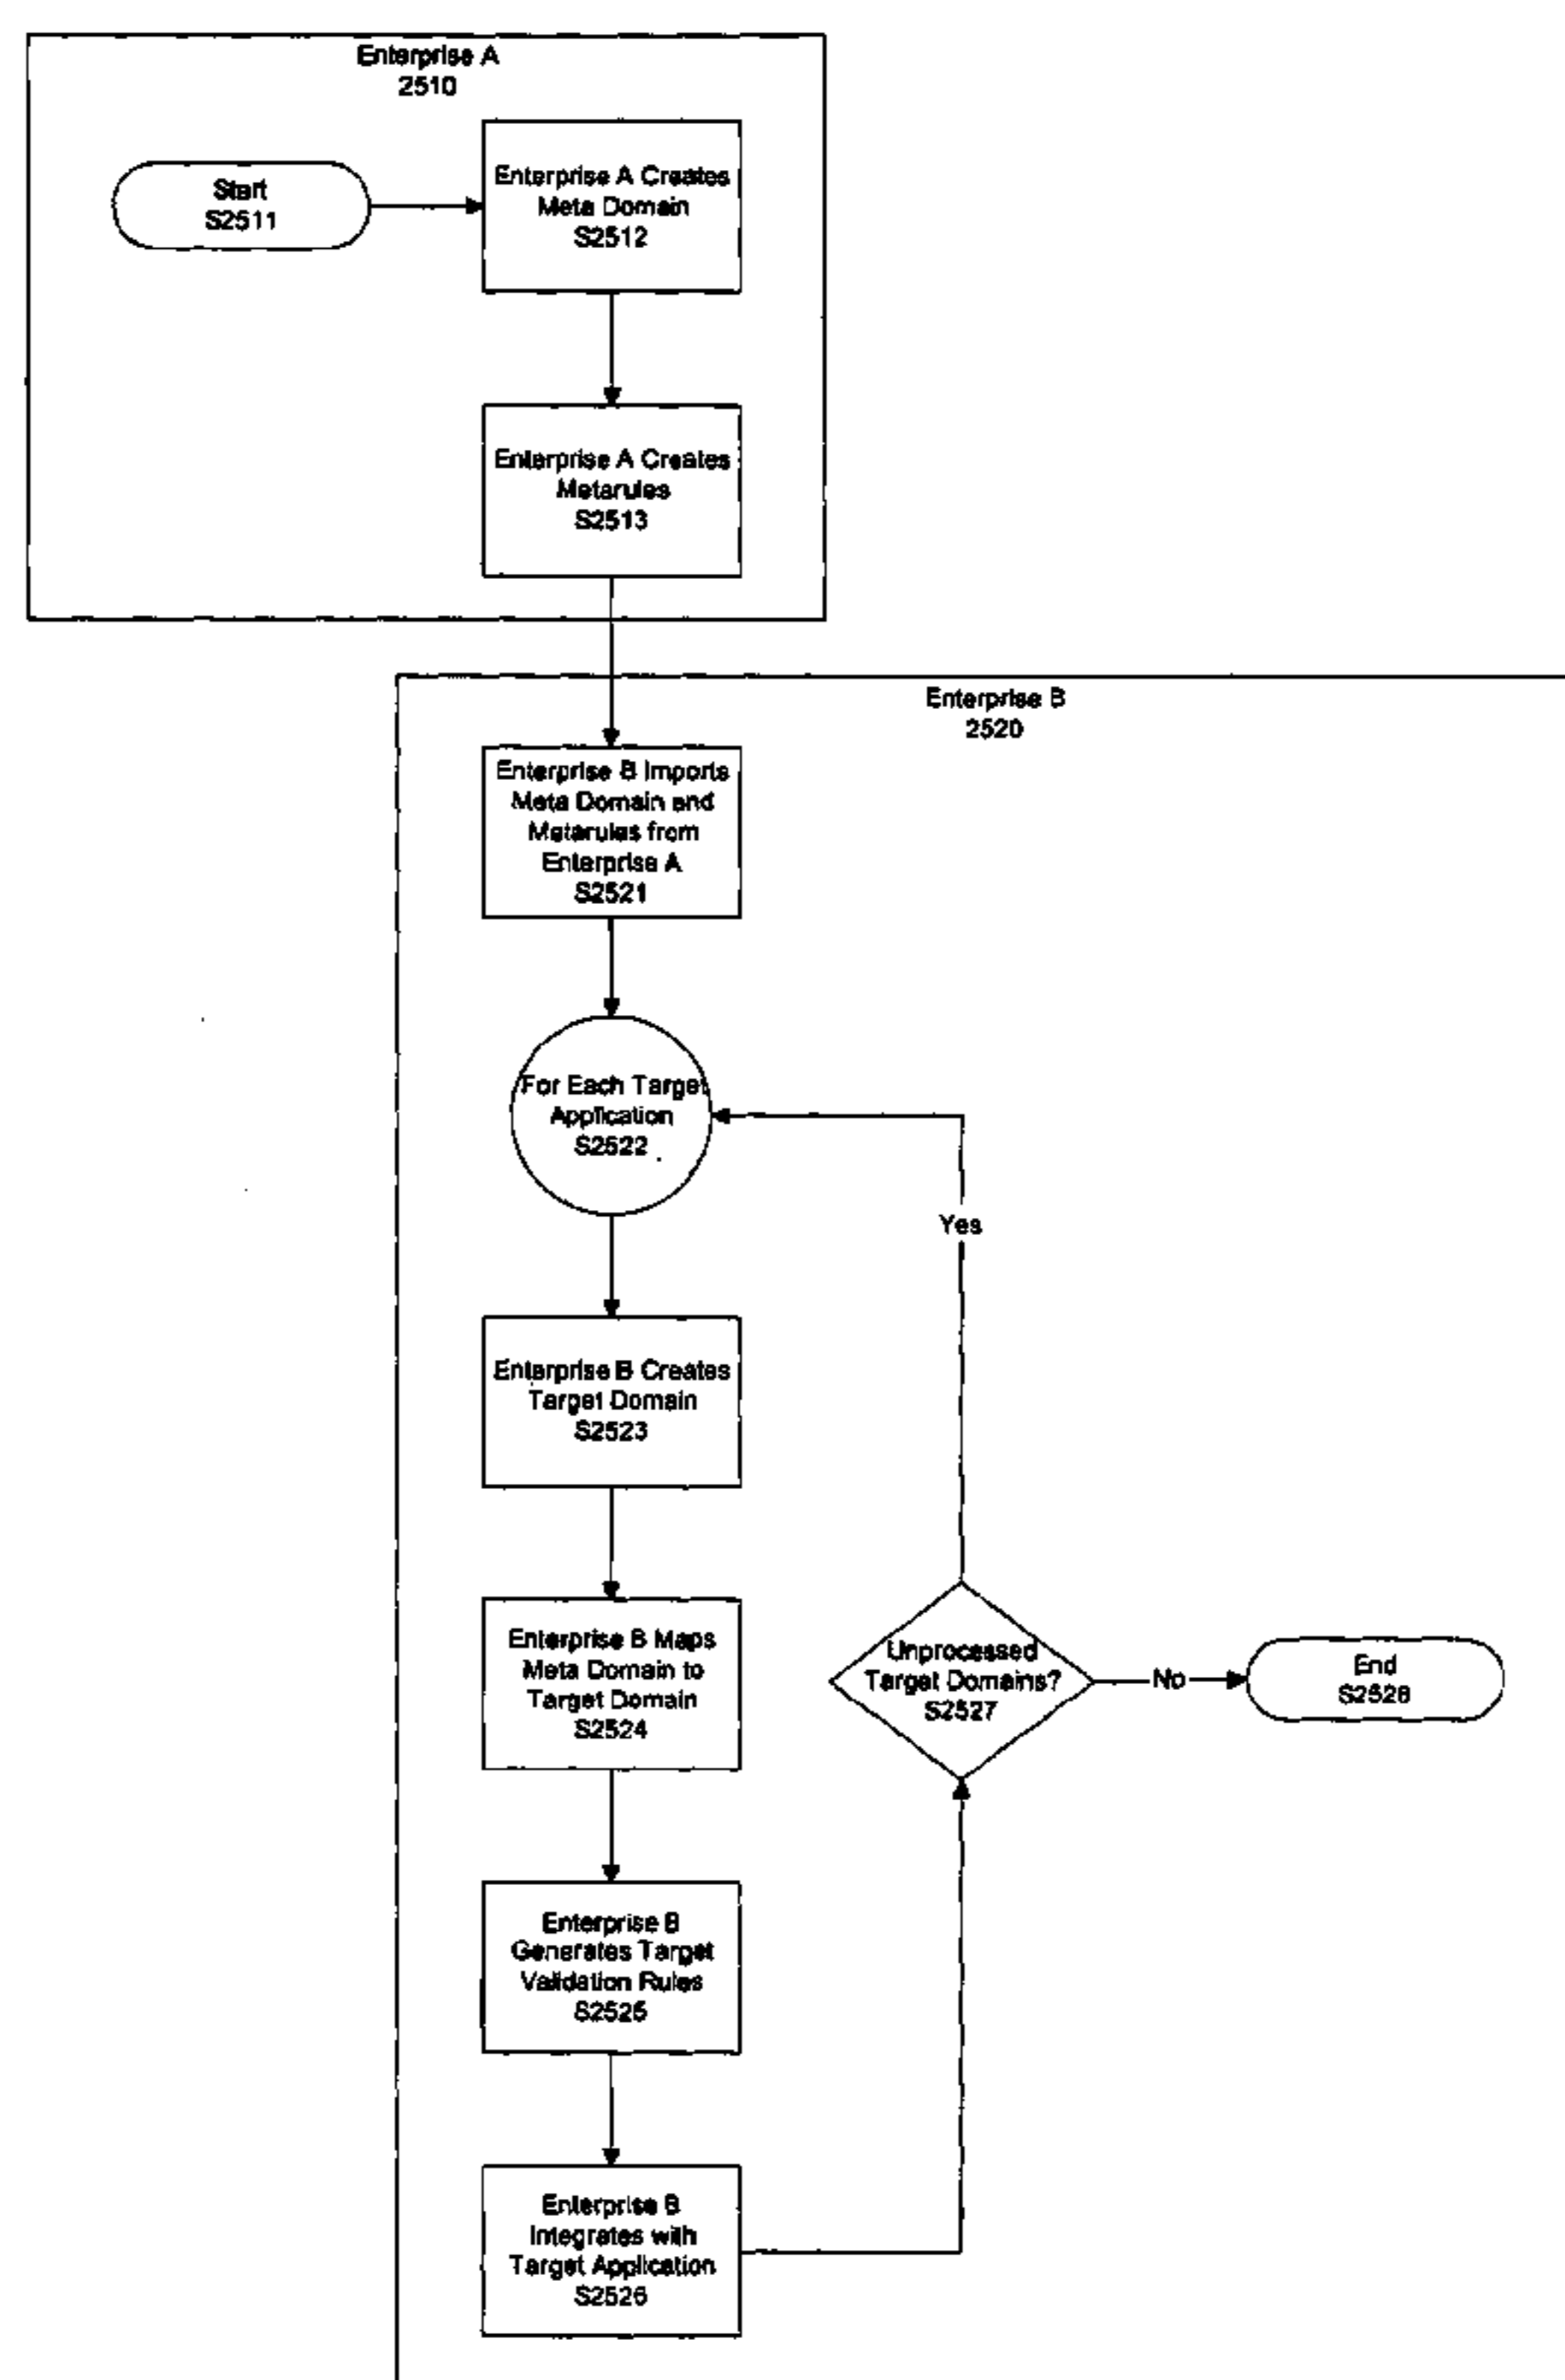 Enterprise A
2510
Start
S2511
Enterprise A Creates
Meta Domain
S2512
Enterprise A Creates
Metarules
S2513
Enterprise B
2520
Enterprise B Imports
Meta Domain and
Metarules from
Enterprise A
S2521
For Each Target
Application
S2522
Yes
Enterprise B Creates
Target Domain
S2523
Enterprise B Maps
Meta Domain to
Target Domain
S2524
Unprocessed
Target Domains?
S2527
No
End
S2528
Enterprise B
Generates Target
Validation Rules
S2525
Enterprise B
Integrates with
Target Application
S2526